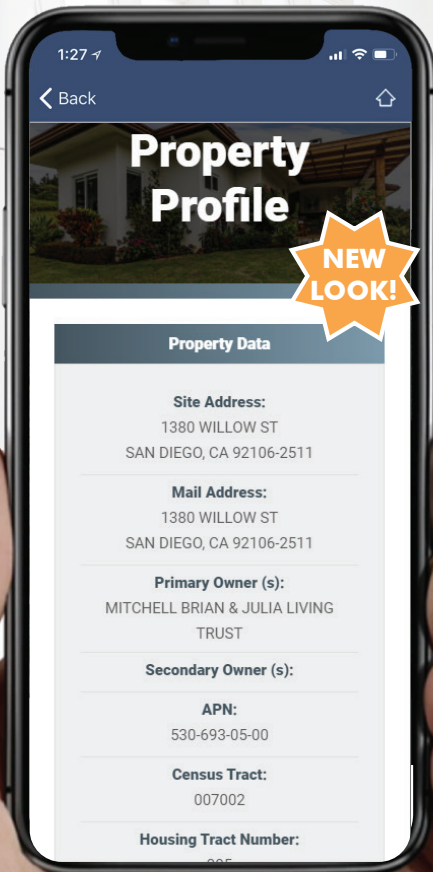 1:27
Back
Property
Profile
NEW
LOOK!
Property Data
Site Address:
1380 WILLOW ST
SAN DIEGO, CA 92106-2511
Mail Address:
1380 WILLOW ST
SAN DIEGO, CA 92106-2511
Primary Owner (s):
MITCHELL BRIAN & JULIA LIVING
TRUST
Secondary Owner (s):
APN:
530-693-05-00
Census Tract:
007002
Housing Tract Number: